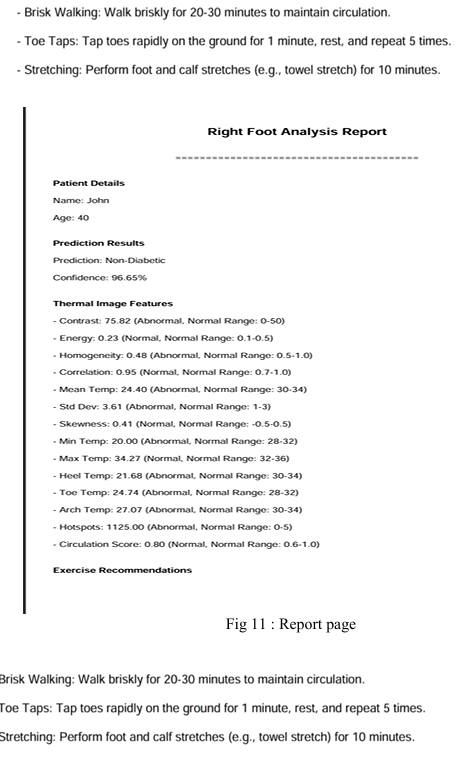 - Brisk Walking: Walk briskly for 20-30 minutes to maintain circulation.
- Toe Taps: Tap toes rapidly on the ground for 1 minute, rest, and repeat 5 times.
- Stretching: Perform foot and calf stretches (e.g., towel stretch) for 10 minutes.
Right Foot Analysis Report
========================================
Patient Details
Name: John
Age: 40
Prediction Results
Prediction: Non-Diabetic
Confidence: 96.65%
Thermal Image Features
- Contrast: 75.82 (Abnormal, Normal Range: 0-50)
- Energy: 0.23 (Normal, Normal Range: 0.1-0.5)
- Homogeneity: 0.48 (Abnormal, Normal Range: 0.5-1.0)
- Correlation: 0.95 (Normal, Normal Range: 0.7-1.0)
- Mean Temp: 24.40 (Abnormal, Normal Range: 30-34)
- Std Dev: 3.61 (Abnormal, Normal Range: 1-3)
- Skewness: 0.41 (Normal, Normal Range: -0.5-0.5)
- Min Temp: 20.00 (Abnormal, Normal Range: 28-32)
- Max Temp: 34.27 (Normal, Normal Range: 32-36)
- Heel Temp: 21.68 (Abnormal, Normal Range: 30-34)
- Toe Temp: 24.74 (Abnormal, Normal Range: 28-32)
- Arch Temp: 27.07 (Abnormal, Normal Range: 30-34)
- Hotspots: 1125.00 (Abnormal, Normal Range: 0-5)
- Circulation Score: 0.80 (Normal, Normal Range: 0.6-1.0)
Exercise Recommendations
Fig 11 : Report page
Brisk Walking: Walk briskly for 20-30 minutes to maintain circulation.
Toe Taps: Tap toes rapidly on the ground for 1 minute, rest, and repeat 5 times.
Stretching: Perform foot and calf stretches (e.g., towel stretch) for 10 minutes.